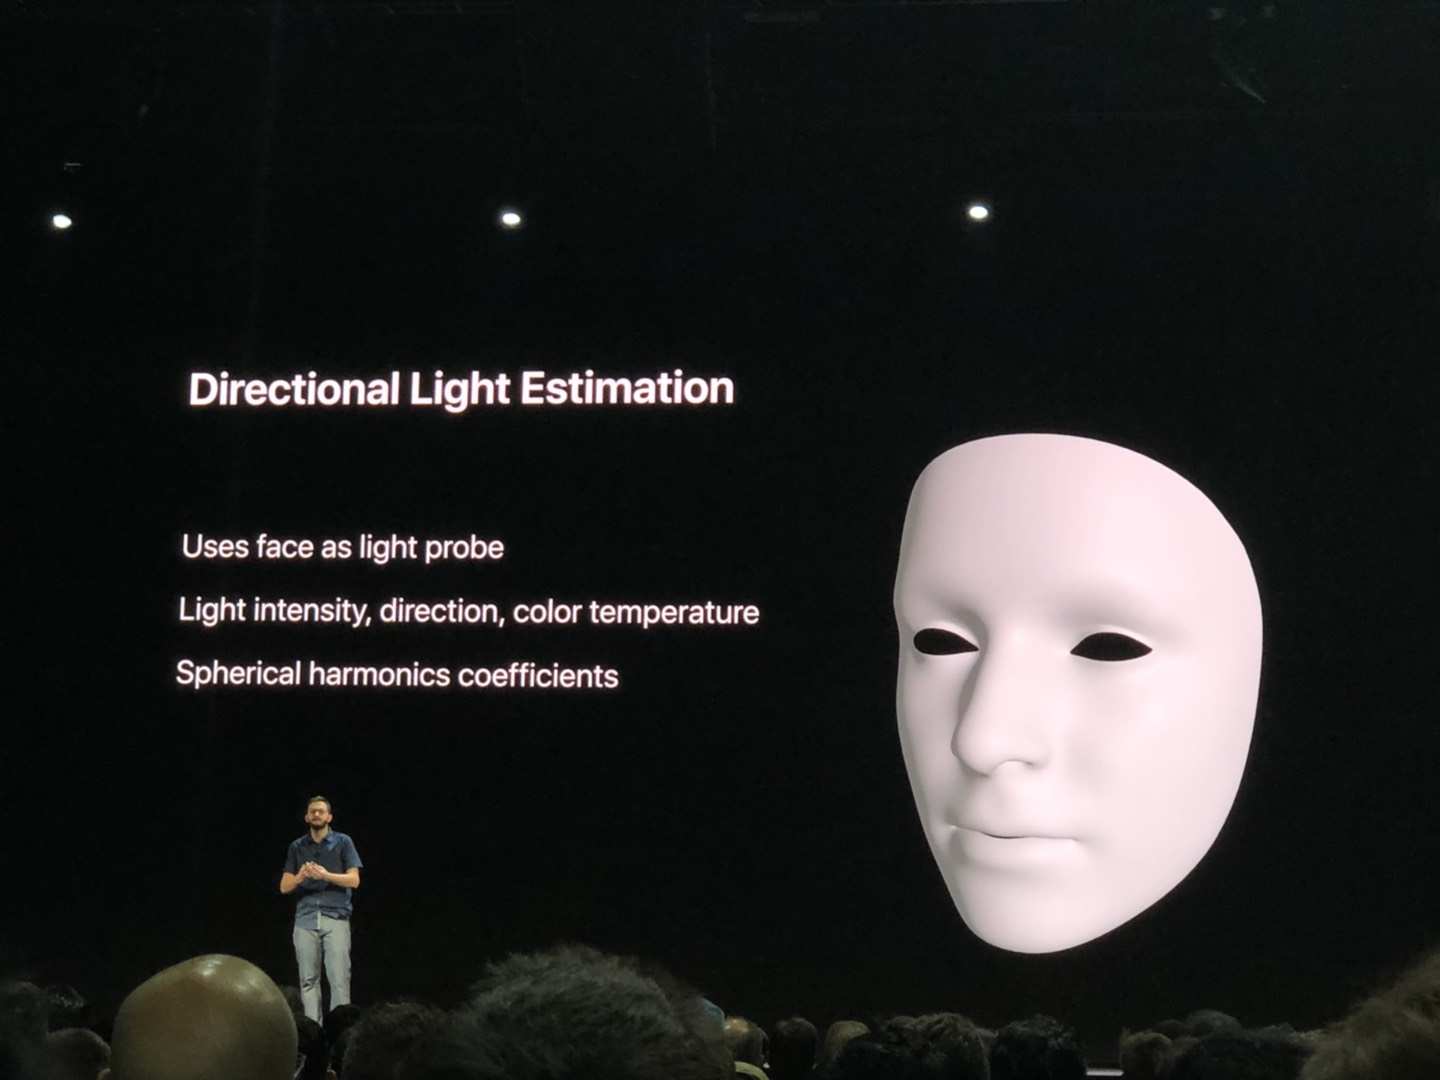 Directional Light Estimation
Uses face as light probe
Light intensity, direction, color temperature
Spherical harmonics coefficients